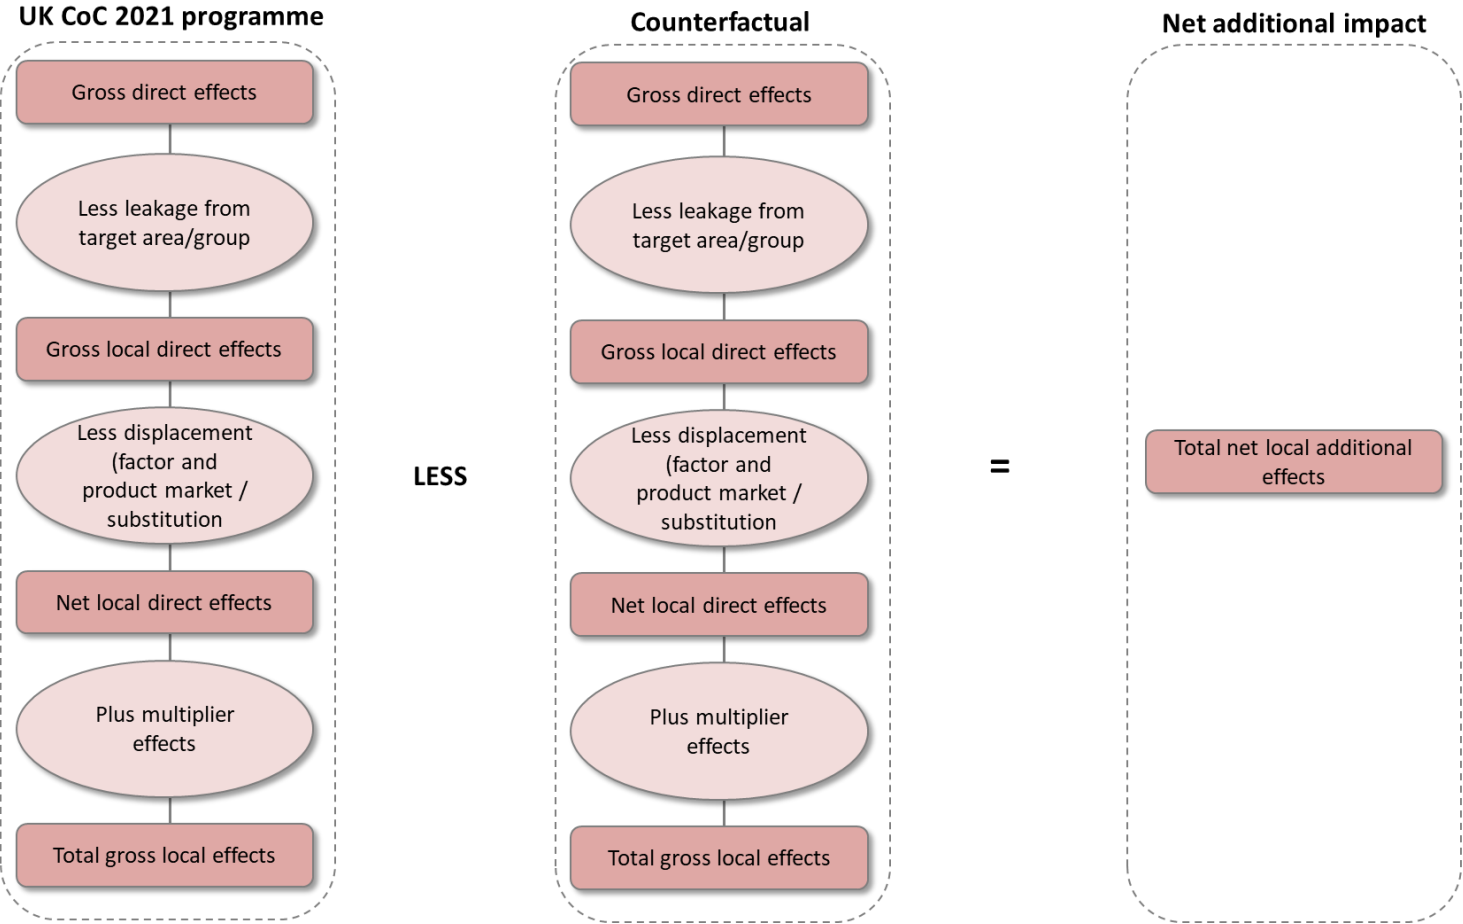 UK CoC 2021 programme
Gross direct effects
Less leakage from
target area/group
Gross local direct effects
Less displacement
(factor and
product market /
substitution
Net local direct effects
Plus multiplier
effects
Total gross local effects
LESS
Counterfactual
Gross direct effects
Less leakage from
target area/group
Gross local direct effects
Less displacement
(factor and
product market /
substitution
Net local direct effects
Plus multiplier
effects
Total gross local effects
=
Net additional impact
Total net local additional
effects